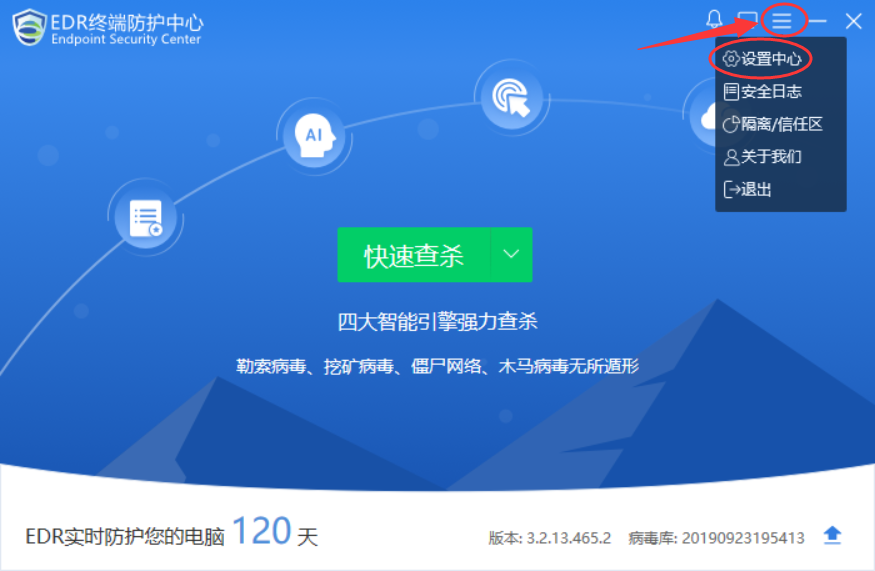 EDR终端防护中心
Endpoint Security Center
设置中心
安全日志
隔离/信任区
关于我们
退出
AI
快速查杀
四大智能引擎强力查杀
勒索病毒、挖矿病毒、僵尸网络、木马病毒无所遁形
EDR实时防护您的电脑 120 天
版本: 3.2.13.465.2 病毒库: 20190923195413